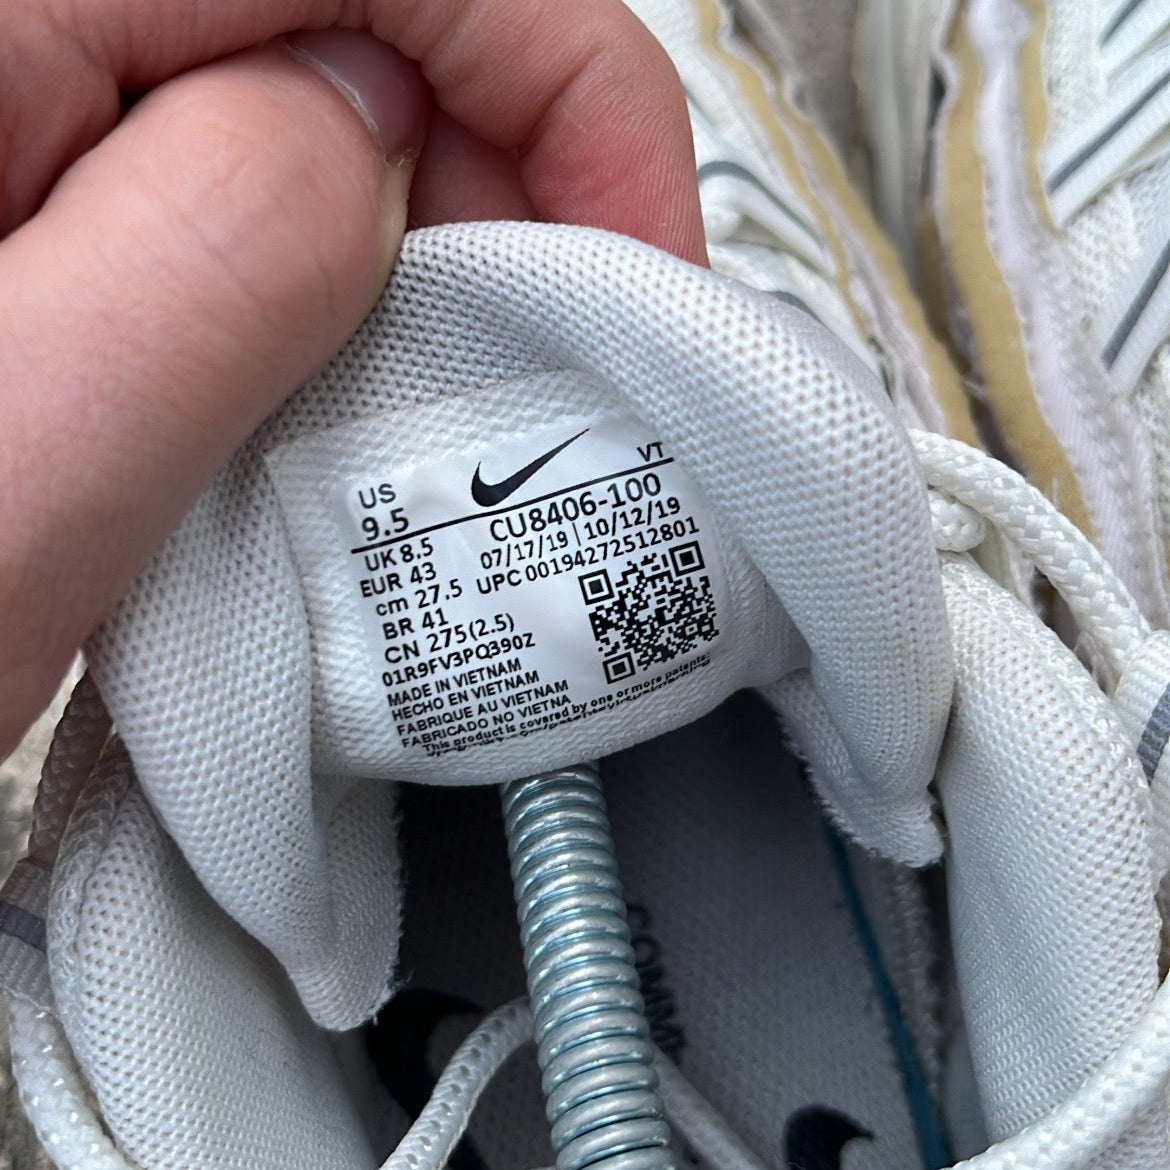 US
9.5
VT
CU8406-100
UK 8.5
07/17/19 | 10/12/19
EUR 43
UPC 00194272512801
cm 27.5
BR 41
CN 275(2.5)
01R9FV3PQ390Z
MADE IN VIETNAM
HECHO EN VIETNAM
FABRIQUE AU VIETNAM
FABRICADO NO VIETNA
This product is covered by one or more patents:
COMME